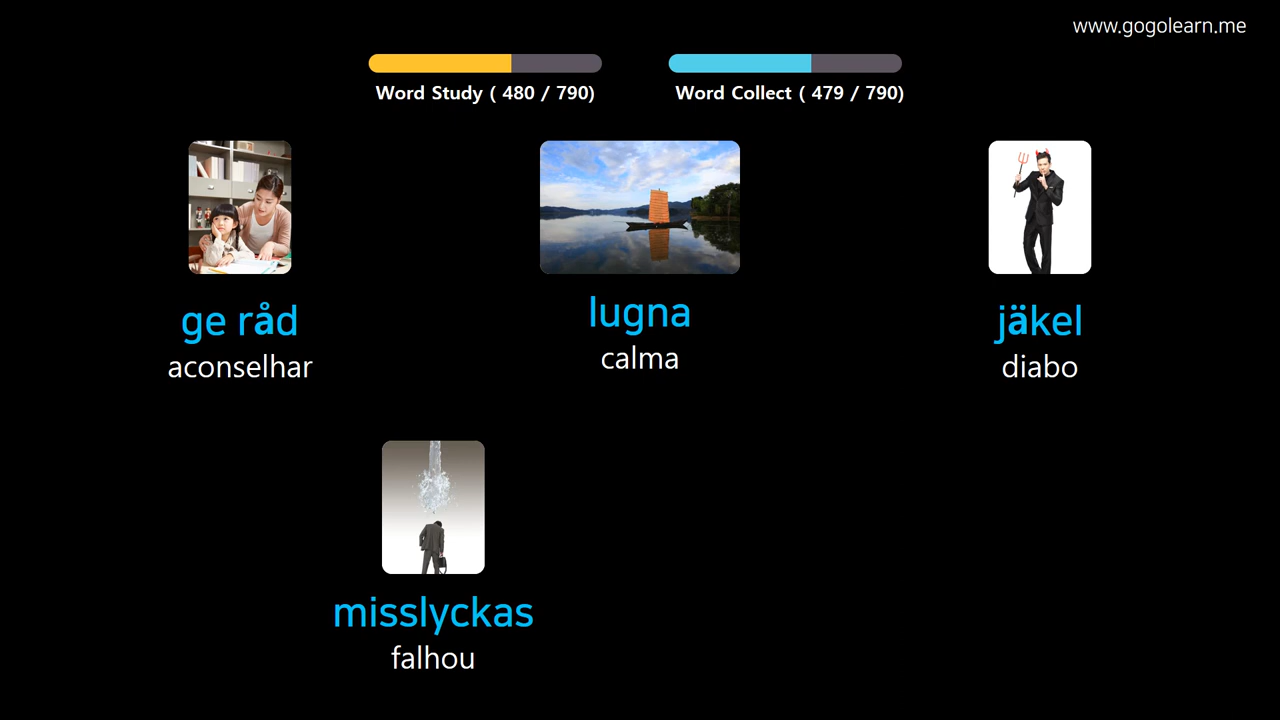 www.gogolearn.me
Word Study ( 480 / 790)
Word Collect ( 479 / 790)
ge råd
aconselhar
lugna
calma
jäkel
diabo
misslyckas
falhou